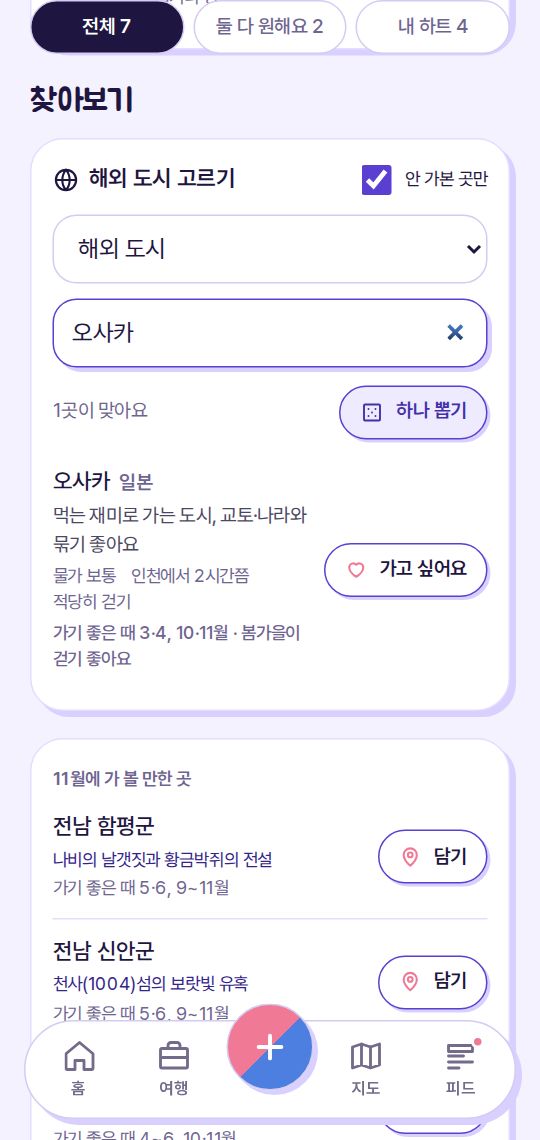 전체 7
둘 다 원해요 2
내 하트 4
찾아보기
해외 도시 고르기
안 가본 곳만
해외 도시
오사카
1곳이 맞아요
하나 뽑기
오사카 일본
먹는 재미로 가는 도시, 교토·나라와
묶기 좋아요
물가 보통 인천에서 2시간쯤
적당히 걷기
가기 좋은 때 3·4, 10·11월 · 봄가을이
걷기 좋아요
가고 싶어요
11월에 가 볼 만한 곳
전남 함평군
나비의 날갯짓과 황금박쥐의 전설
가기 좋은 때 5·6, 9~11월
담기
전남 신안군
천사(1004)섬의 보랏빛 유혹
가기 좋은 때 5·6, 9~11월
담기
홈
여행
지도
피드